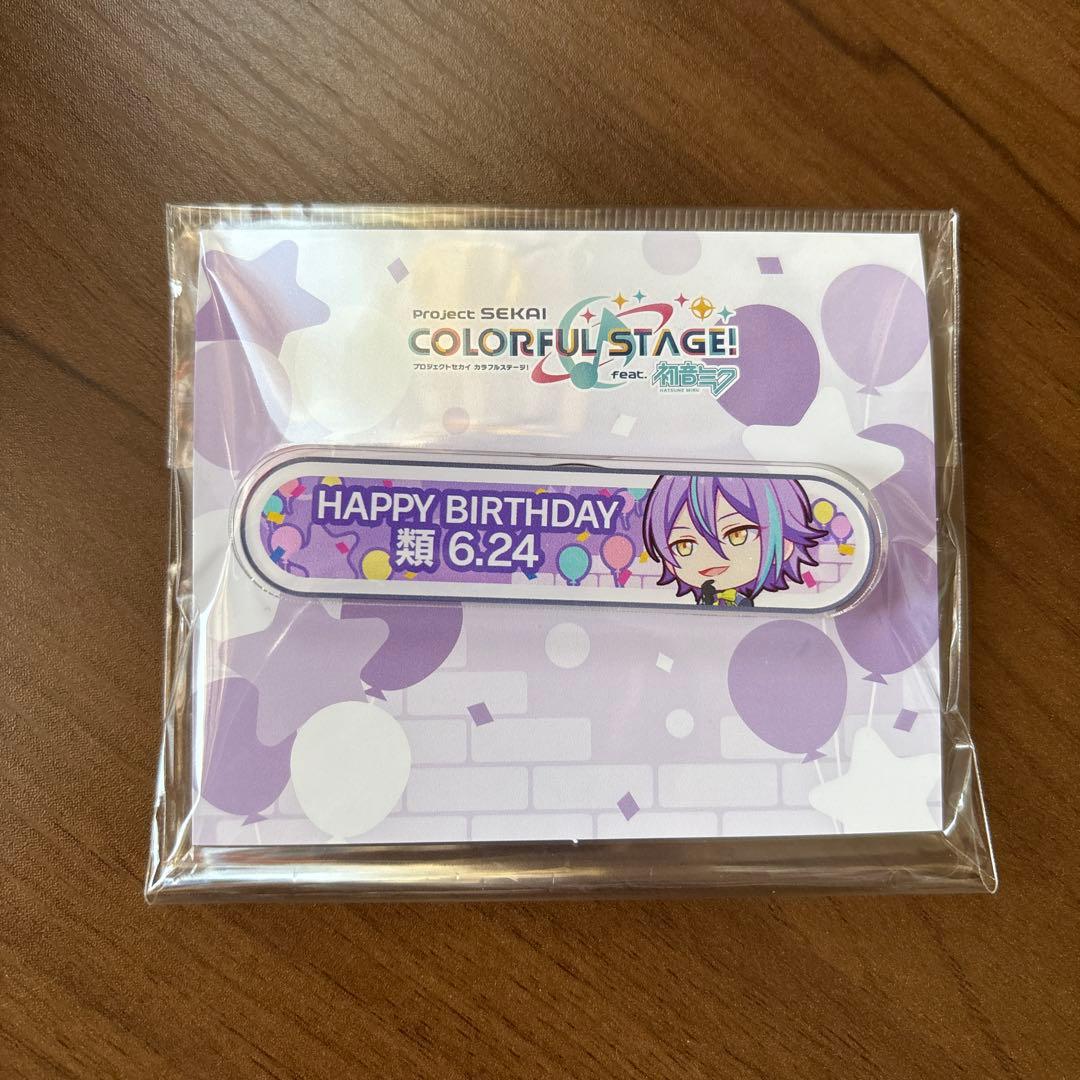 Project SEKAI
COLORFUL STAGE!
プロジェクトセカイ カラフルステージ!
feat. 初音ミク
HATSUNE MIKU
HAPPY BIRTHDAY
類 6.24